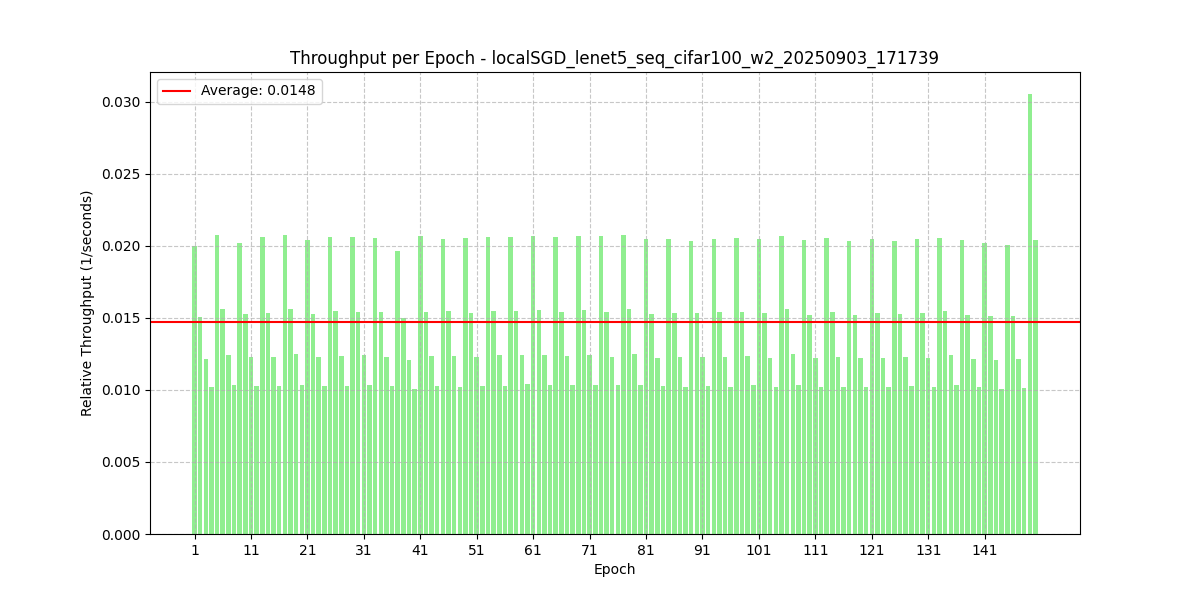 Throughput per Epoch - localSGD_lenet5_seq_cifar100_w2_20250903_171739
Average: 0.0148
0.030
0.025
0.020
0.015
0.010
0.005
0.000
Relative Throughput (1/seconds)
1 11 21 31 41 51 61 71 81 91 101 111 121 131 141
Epoch